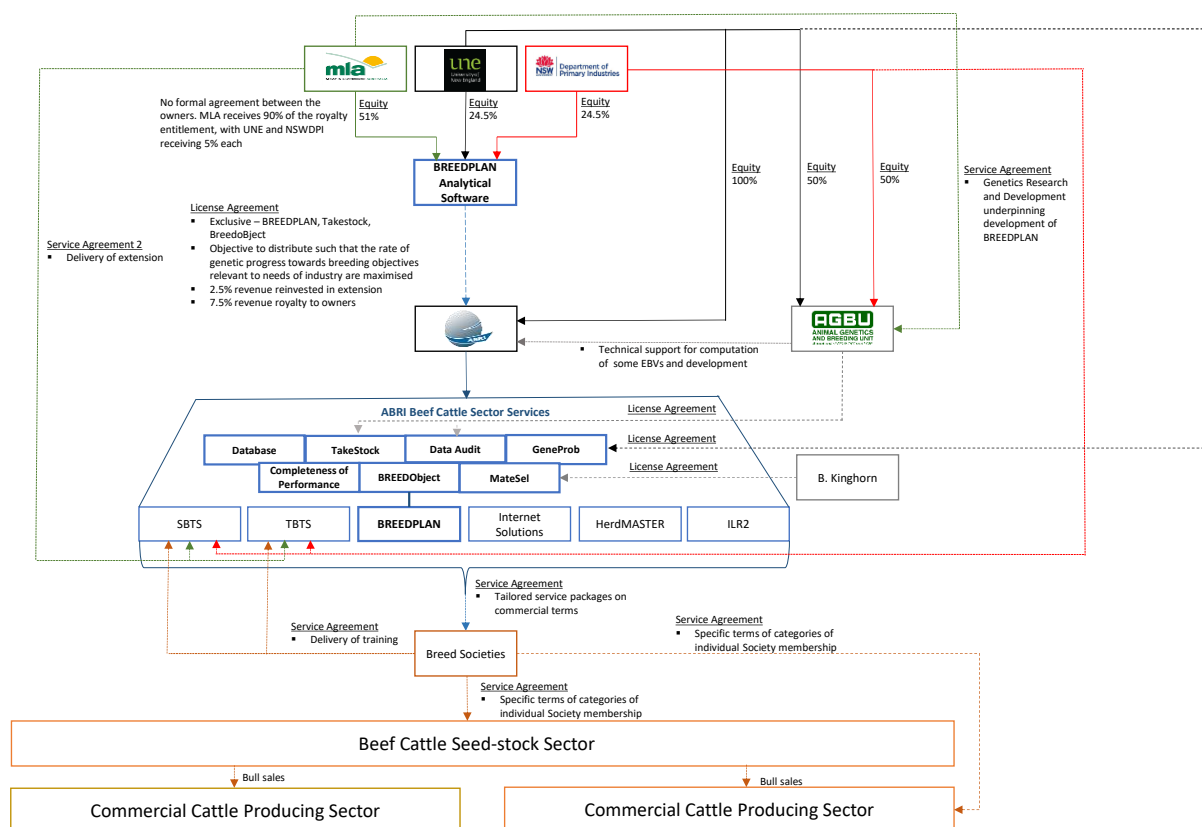 mla
MEAT & LIVESTOCK AUSTRALIA
une
University of
New England
NSW
GOVERNMENT
Department of
Primary Industries
No formal agreement between the
owners. MLA receives 90% of the royalty
entitlement, with UNE and NSWDPI
receiving 5% each
Equity
51%
Equity
24.5%
Equity
24.5%
BREEDPLAN
Analytical
Software
Equity
100%
Equity
50%
Equity
50%
Service Agreement
▪ Genetics Research
and Development
underpinning
development of
BREEDPLAN
License Agreement
▪ Exclusive – BREEDPLAN, Takestock,
BreedoBject
▪ Objective to distribute such that the rate of
genetic progress towards breeding objectives
relevant to needs of industry are maximised
▪ 2.5% revenue reinvested in extension
▪ 7.5% revenue royalty to owners
Service Agreement 2
▪ Delivery of extension
ABRI
AGBU
ANIMAL GENETICS
AND BREEDING UNIT
▪ Technical support for computation
of some EBVs and development
ABRI Beef Cattle Sector Services
License Agreement
License Agreement
License Agreement
Database
TakeStock
Data Audit
GeneProb
Completeness of
Performance
BREEDObject
MateSel
B. Kinghorn
SBTS
TBTS
BREEDPLAN
Internet
Solutions
HerdMASTER
ILR2
Service Agreement
▪ Tailored service packages on
commercial terms
Service Agreement
▪ Delivery of training
Breed Societies
Service Agreement
▪ Specific terms of categories of
individual Society membership
Service Agreement
▪ Specific terms of categories of
individual Society membership
Beef Cattle Seed-stock Sector
Bull sales
Bull sales
Commercial Cattle Producing Sector
Commercial Cattle Producing Sector